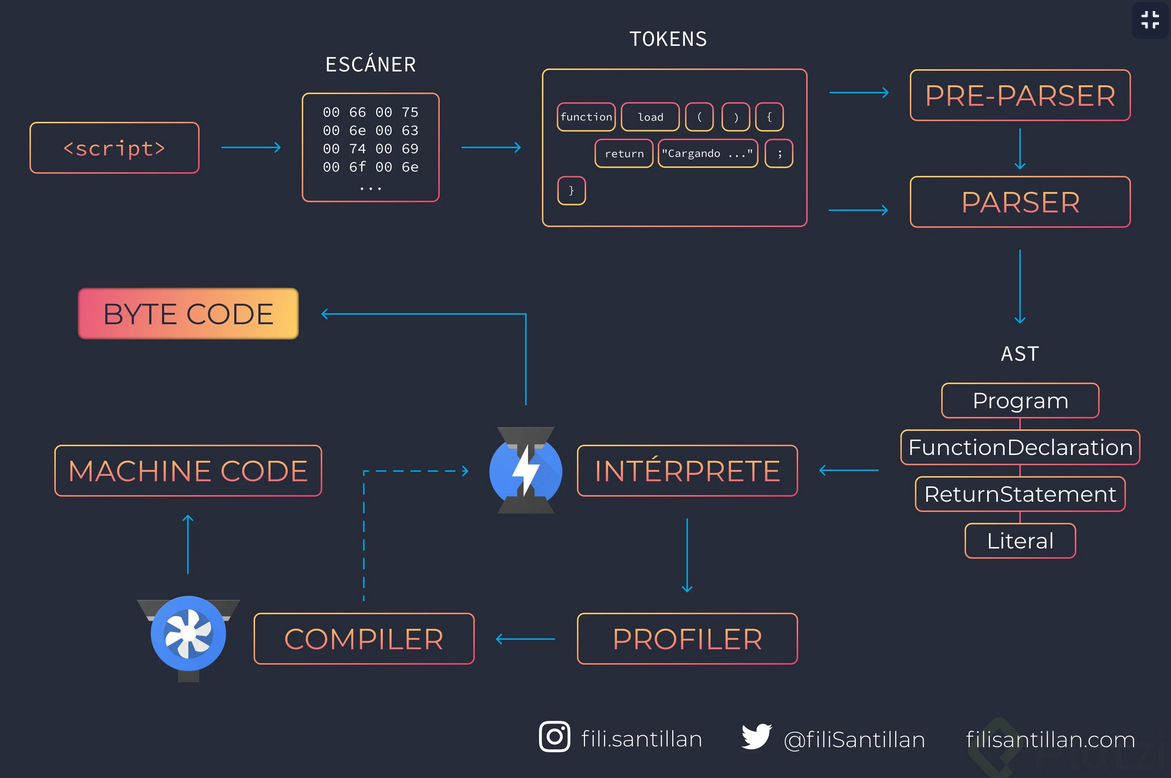 <script>
ESCÁNER
00 66 00 75
00 6e 00 63
00 74 00 69
00 6f 00 6e
...
TOKENS
function load ( ) {
return "Cargando ..." ;
}
PRE-PARSER
PARSER
AST
Program
FunctionDeclaration
ReturnStatement
Literal
INTÉRPRETE
BYTE CODE
PROFILER
COMPILER
MACHINE CODE
fili.santillan
@filiSantillan
filisantillan.com